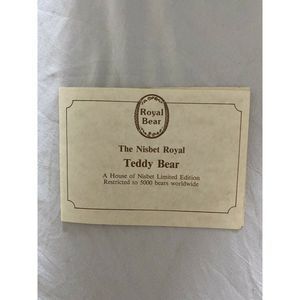 Royal
Bear
The Nisbet Royal
Teddy Bear
A House of Nisbet Limited Edition
Restricted to 5000 bears worldwide